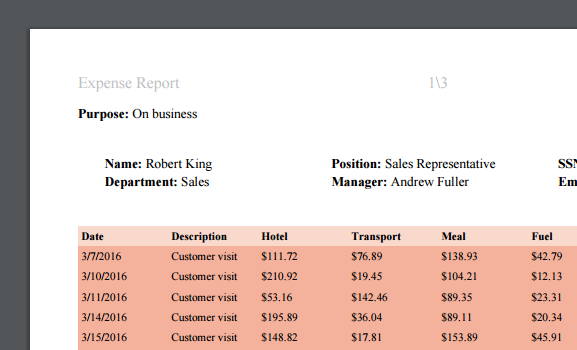 Expense Report 1\3
Purpose: On business
Name: Robert King Position: Sales Representative
Department: Sales Manager: Andrew Fuller
Date Description Hotel Transport Meal Fuel
3/7/2016 Customer visit $111.72 $76.89 $138.93 $42.79
3/10/2016 Customer visit $210.92 $19.45 $104.21 $12.13
3/11/2016 Customer visit $53.16 $142.46 $89.35 $23.31
3/14/2016 Customer visit $195.89 $36.04 $89.11 $20.34
3/15/2016 Customer visit $148.82 $17.81 $153.89 $45.91